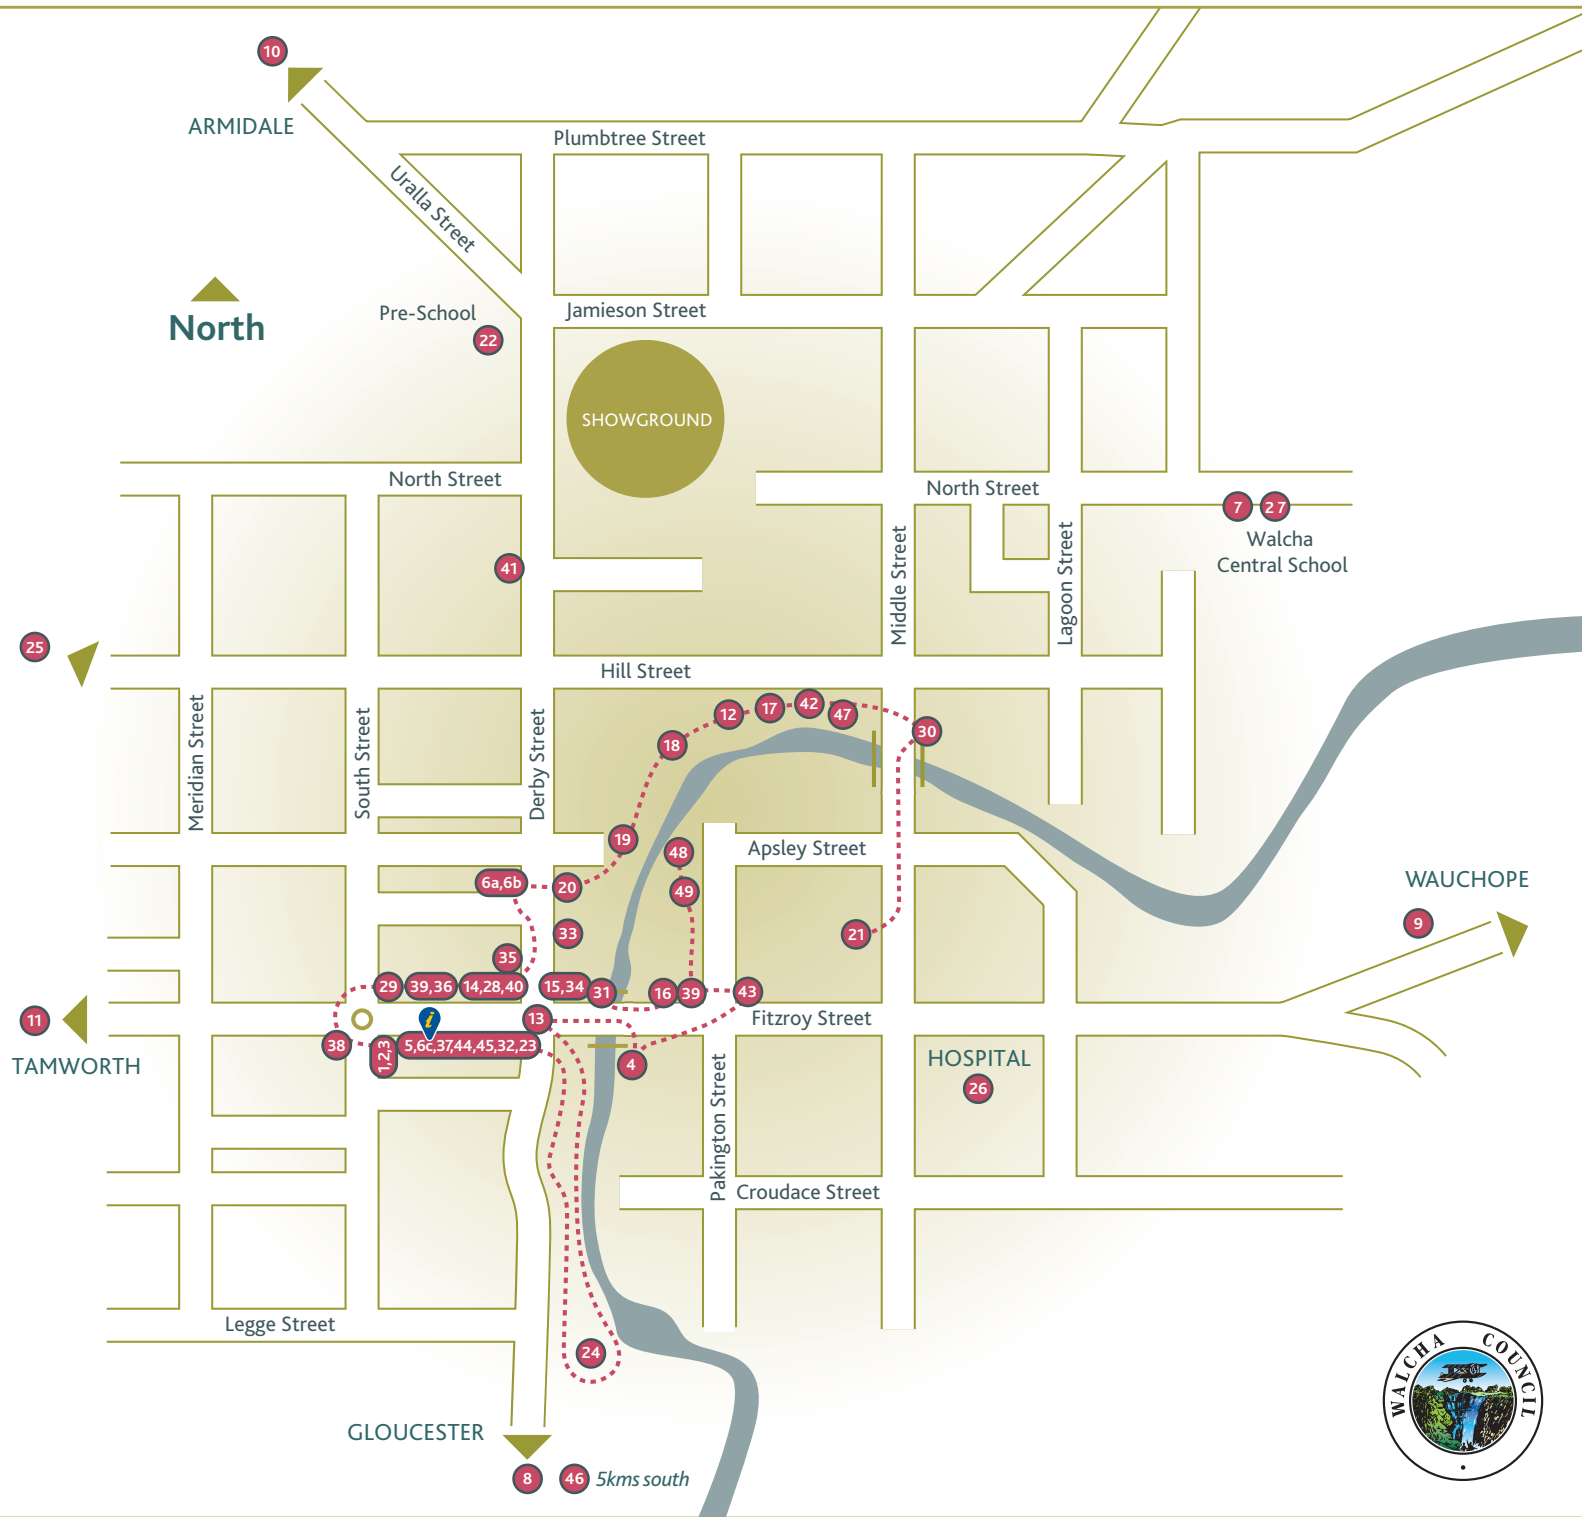 10
ARMIDALE
Plumbtree Street
Uralla Street
North
Pre-School
22
Jamieson Street
SHOWGROUND
North Street
North Street
7
27
Walcha
Central School
41
Middle Street
Lagoon Street
25
Hill Street
Meridian Street
South Street
Derby Street
12
17
42
47
30
18
19
48
Apsley Street
6a,6b
20
49
WAUCHOPE
9
33
21
35
29
39,36
14,28,40
15,34
31
16
39
43
11
TAMWORTH
i
13
Fitzroy Street
38
1,2,3
5,6c,37,44,45,32,23
4
HOSPITAL
26
Pakington Street
Croudace Street
Legge Street
24
GLOUCESTER
8
46
5kms south
WALCHA COUNCIL